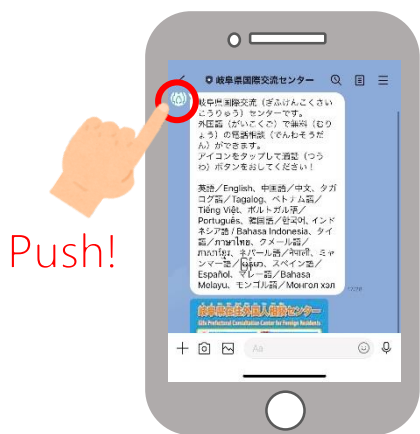 岐阜県国際交流センター
岐阜県国際交流（ぎふけんこくさい
こうりゅう）センターです。
外国語（がいこくご）で無料（むり
ょう）の電話相談（でんわそうだ
ん）ができます。
アイコンをタップして通話（つう
わ）ボタンをおしてください！
英語／English、中国語／中文、タガ
ログ語／Tagalog、ベトナム語／
Tiếng Việt、ポルトガル語／
Português、韓国語／한국어, インド
ネシア語 / Bahasa Indonesia、タイ
語／ภาษาไทย、クメール語／
ភាសាខ្មែរ、ネパール語／नेपाली、ミャ
ンマー語／、スペイン語／
Español、マレー語／Bahasa
Melayu、モンゴル語／Монгол хэл
Push!
岐阜県在住外国人相談センター
Gifu Prefectural Consultation Center for Foreign Residents
Aa